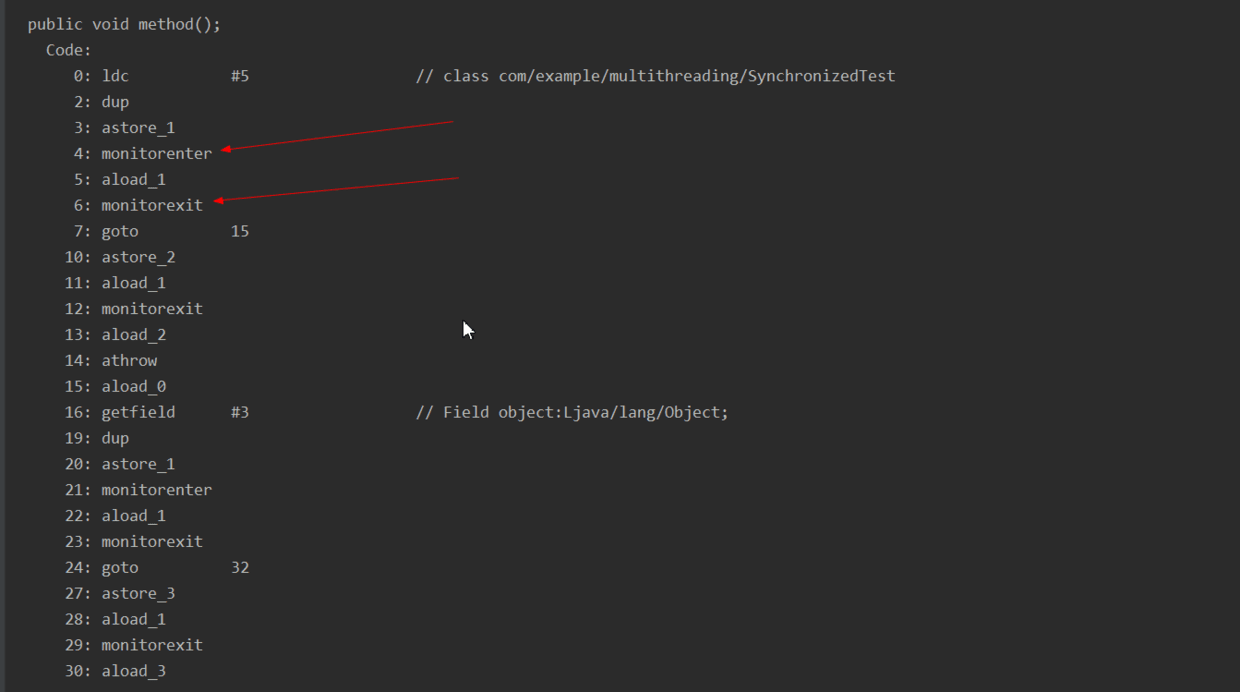 public void method();
Code:
0: ldc #5 // class com/example/multithreading/SynchronizedTest
2: dup
3: astore_1
4: monitorenter
5: aload_1
6: monitorexit
7: goto 15
10: astore_2
11: aload_1
12: monitorexit
13: aload_2
14: athrow
15: aload_0
16: getfield #3 // Field object:Ljava/lang/Object;
19: dup
20: astore_1
21: monitorenter
22: aload_1
23: monitorexit
24: goto 32
27: astore_3
28: aload_1
29: monitorexit
30: aload_3